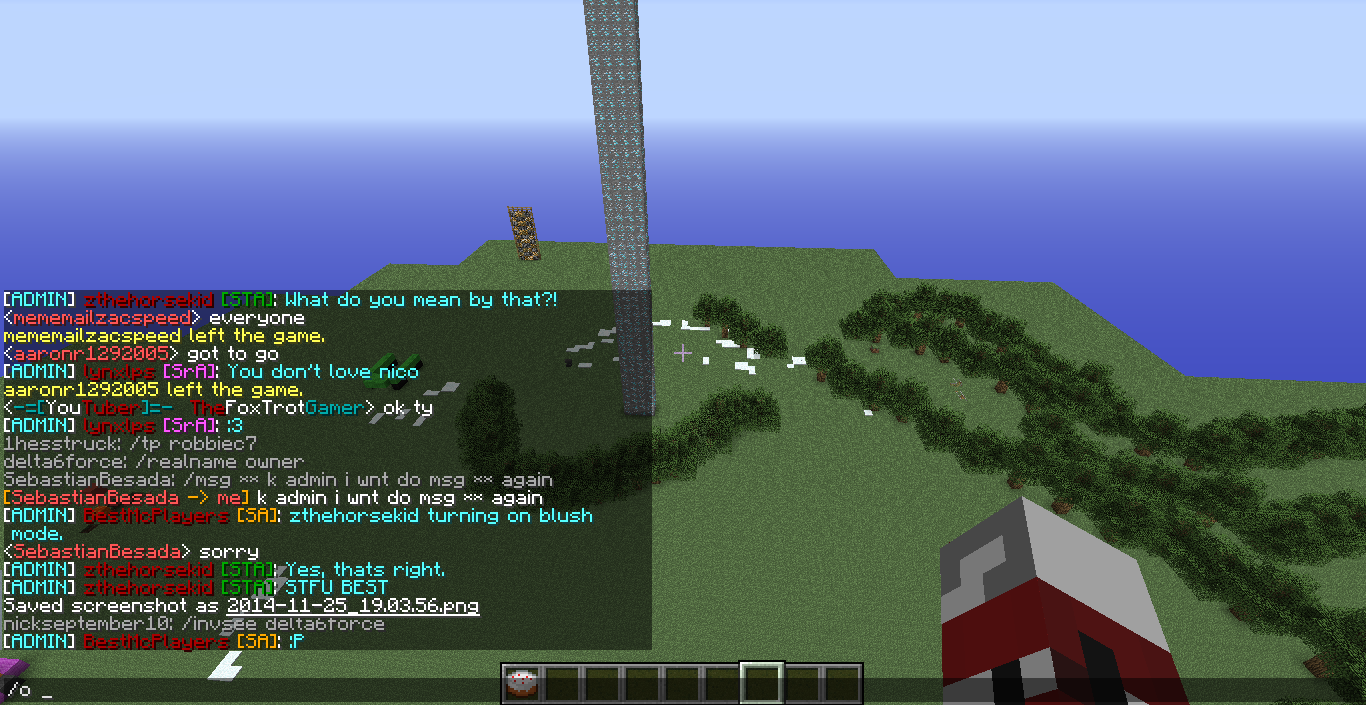 [ADMIN] zthehorsekid [STA]: What do you mean by that?!
<mememailzacspeed> everyone
mememailzacspeed left the game.
<aaronr1292005> got to go
[ADMIN] lynxlps [SrA]: You don't love nico
aaronr1292005 left the game.
<-=[YouTuber]=- TheFoxTrotGamer> ok ty
[ADMIN] lynxlps [SrA]: :3
1hesstruck: /tp robbiec7
delta6force: /realname owner
SebastianBesada: /msg ** k admin i wnt do msg ** again
[SebastianBesada -> me] k admin i wnt do msg ** again
[ADMIN] BestMcPlayers [SA]: zthehorsekid turning on blush
mode.
<SebastianBesada> sorry
[ADMIN] zthehorsekid [STA]: Yes, thats right.
[ADMIN] zthehorsekid [STA]: STFU BEST
Saved screenshot as 2014-11-25_19.03.56.png
nickseptember10: /invsee delta6force
[ADMIN] BestMcPlayers [SA]: :P
/o _